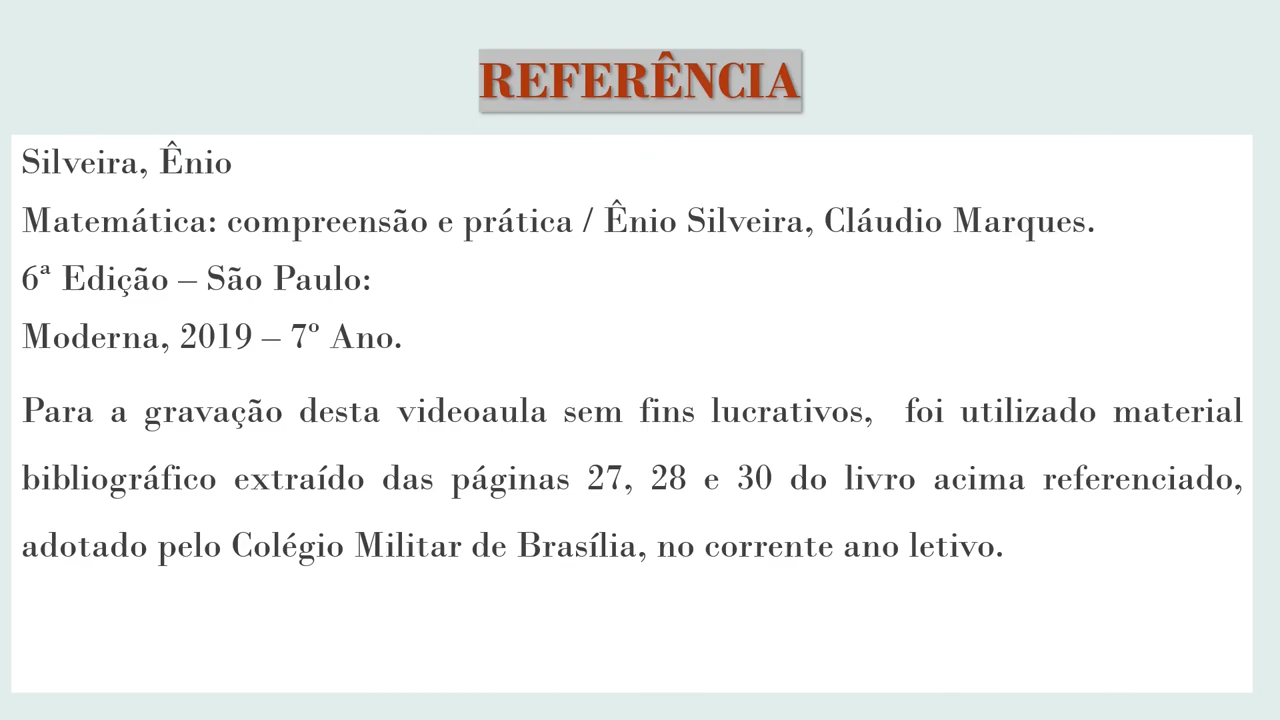 REFERÊNCIA
Silveira, Ênio
Matemática: compreensão e prática / Ênio Silveira, Cláudio Marques.
6ª Edição – São Paulo:
Moderna, 2019 – 7º Ano.
Para a gravação desta videoaula sem fins lucrativos, foi utilizado material
bibliográfico extraído das páginas 27, 28 e 30 do livro acima referenciado,
adotado pelo Colégio Militar de Brasília, no corrente ano letivo.